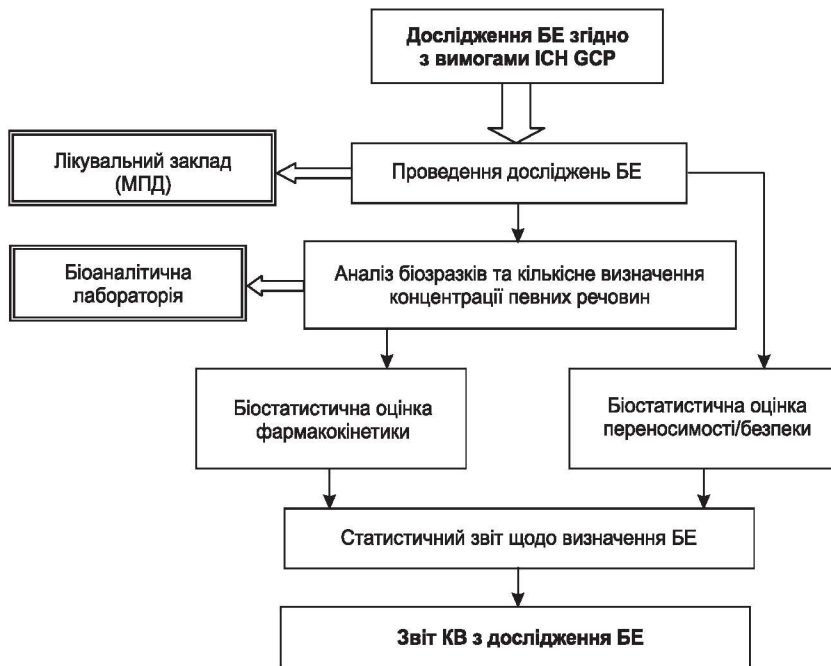 Дослідження БЕ згідно
з вимогами ICH GCP
Лікувальний заклад
(МПД)
Проведення досліджень БЕ
Біоаналітична
лабораторія
Аналіз біозразків та кількісне визначення
концентрації певних речовин
Біостатистична оцінка
фармакокінетики
Біостатистична оцінка
переносимості/безпеки
Статистичний звіт щодо визначення БЕ
Звіт КВ з дослідження БЕ